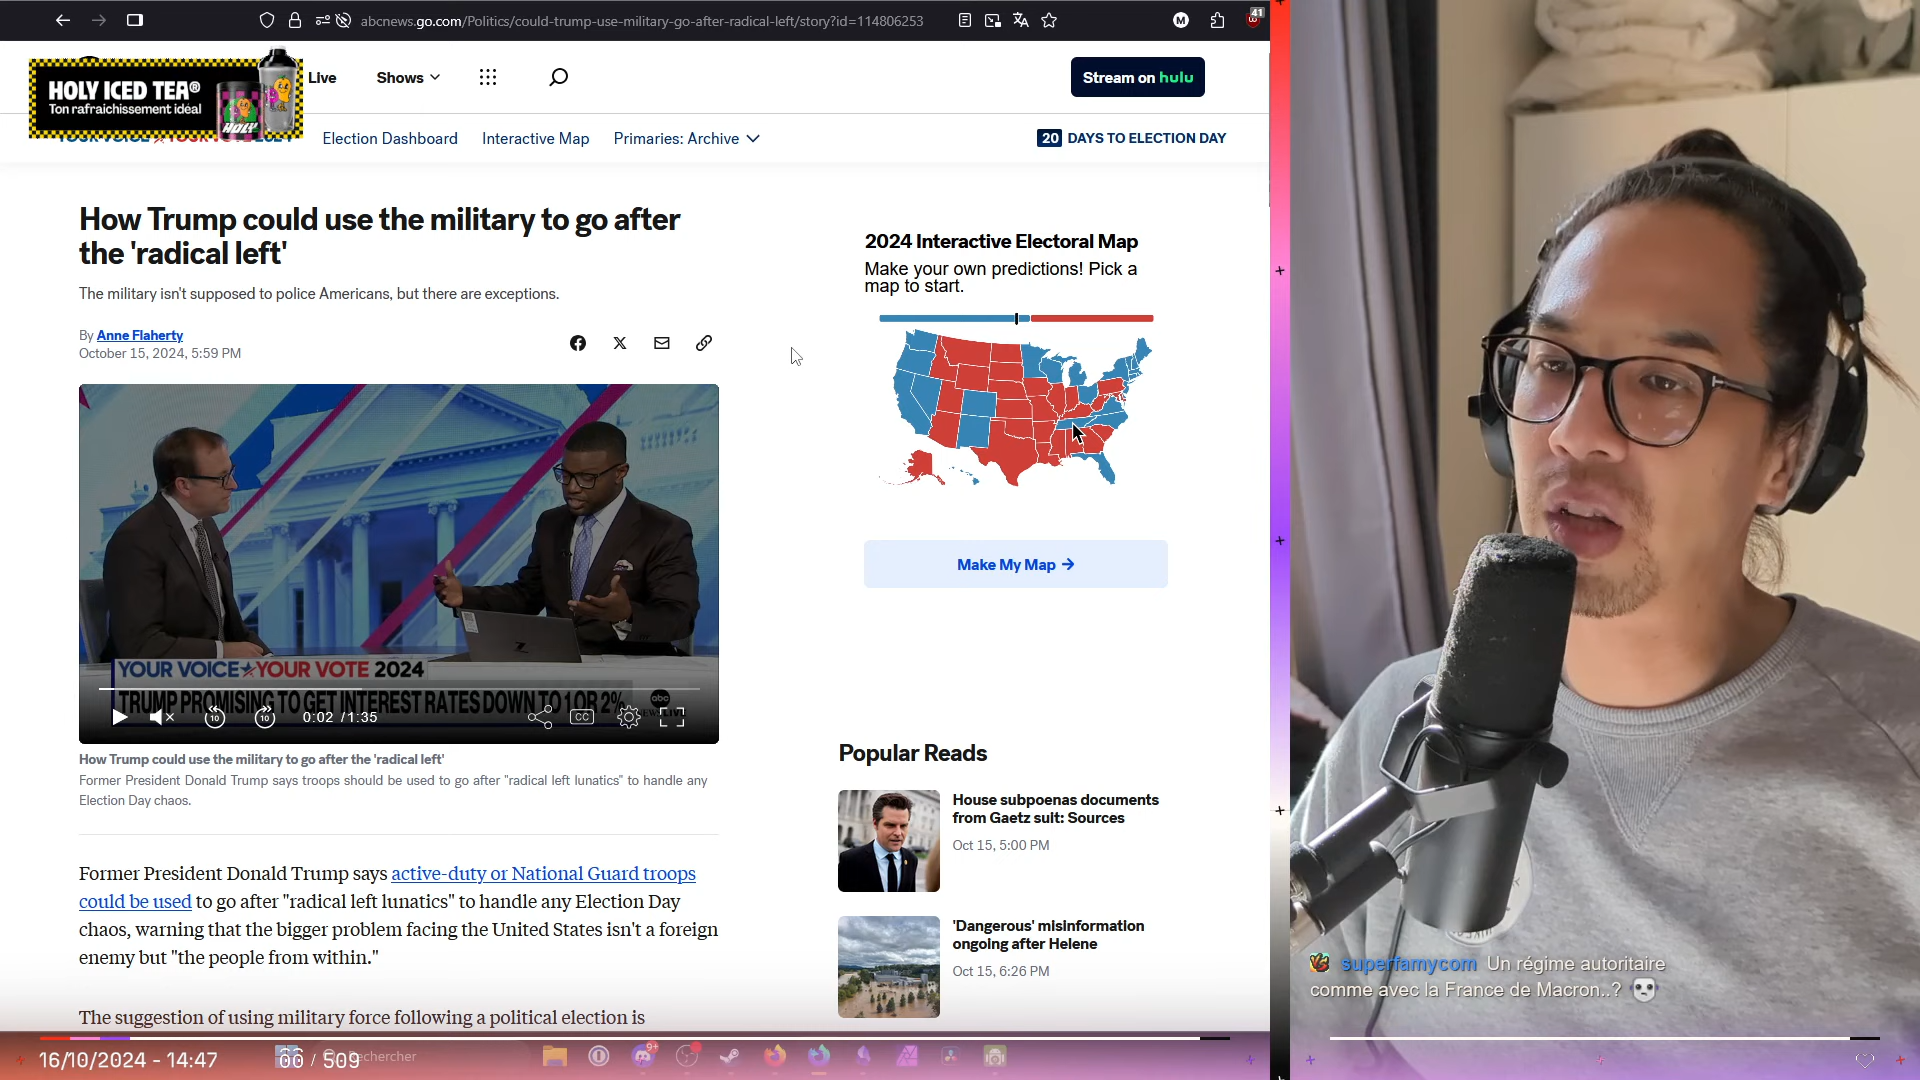 abcnews.go.com/Politics/could-trump-use-military-go-after-radical-left/story?id=114806253
M
41
HOLY ICED TEA®
Ton rafraichissement idéal
HOLY
Live
Shows
Stream on hulu
Election Dashboard
Interactive Map
Primaries: Archive
20 DAYS TO ELECTION DAY
How Trump could use the military to go after
the 'radical left'
The military isn't supposed to police Americans, but there are exceptions.
By Anne Flaherty
October 15, 2024, 5:59 PM
YOUR VOICE YOUR VOTE 2024
TRUMP PROMISING TO GET INTEREST RATES DOWN TO 1 OR 2%
abc
10
10
0:02 / 1:35
CC
How Trump could use the military to go after the 'radical left'
Former President Donald Trump says troops should be used to go after "radical left lunatics" to handle any
Election Day chaos.
Former President Donald Trump says active-duty or National Guard troops
could be used to go after "radical left lunatics" to handle any Election Day
chaos, warning that the bigger problem facing the United States isn't a foreign
enemy but "the people from within."
The suggestion of using military force following a political election is
2024 Interactive Electoral Map
Make your own predictions! Pick a
map to start.
Make My Map →
Popular Reads
House subpoenas documents
from Gaetz suit: Sources
Oct 15, 5:00 PM
'Dangerous' misinformation
ongoing after Helene
Oct 15, 6:26 PM
superfamycom Un régime autoritaire
comme avec la France de Macron..?
16/10/2024 - 14:47
/ 509
Rechercher
9+